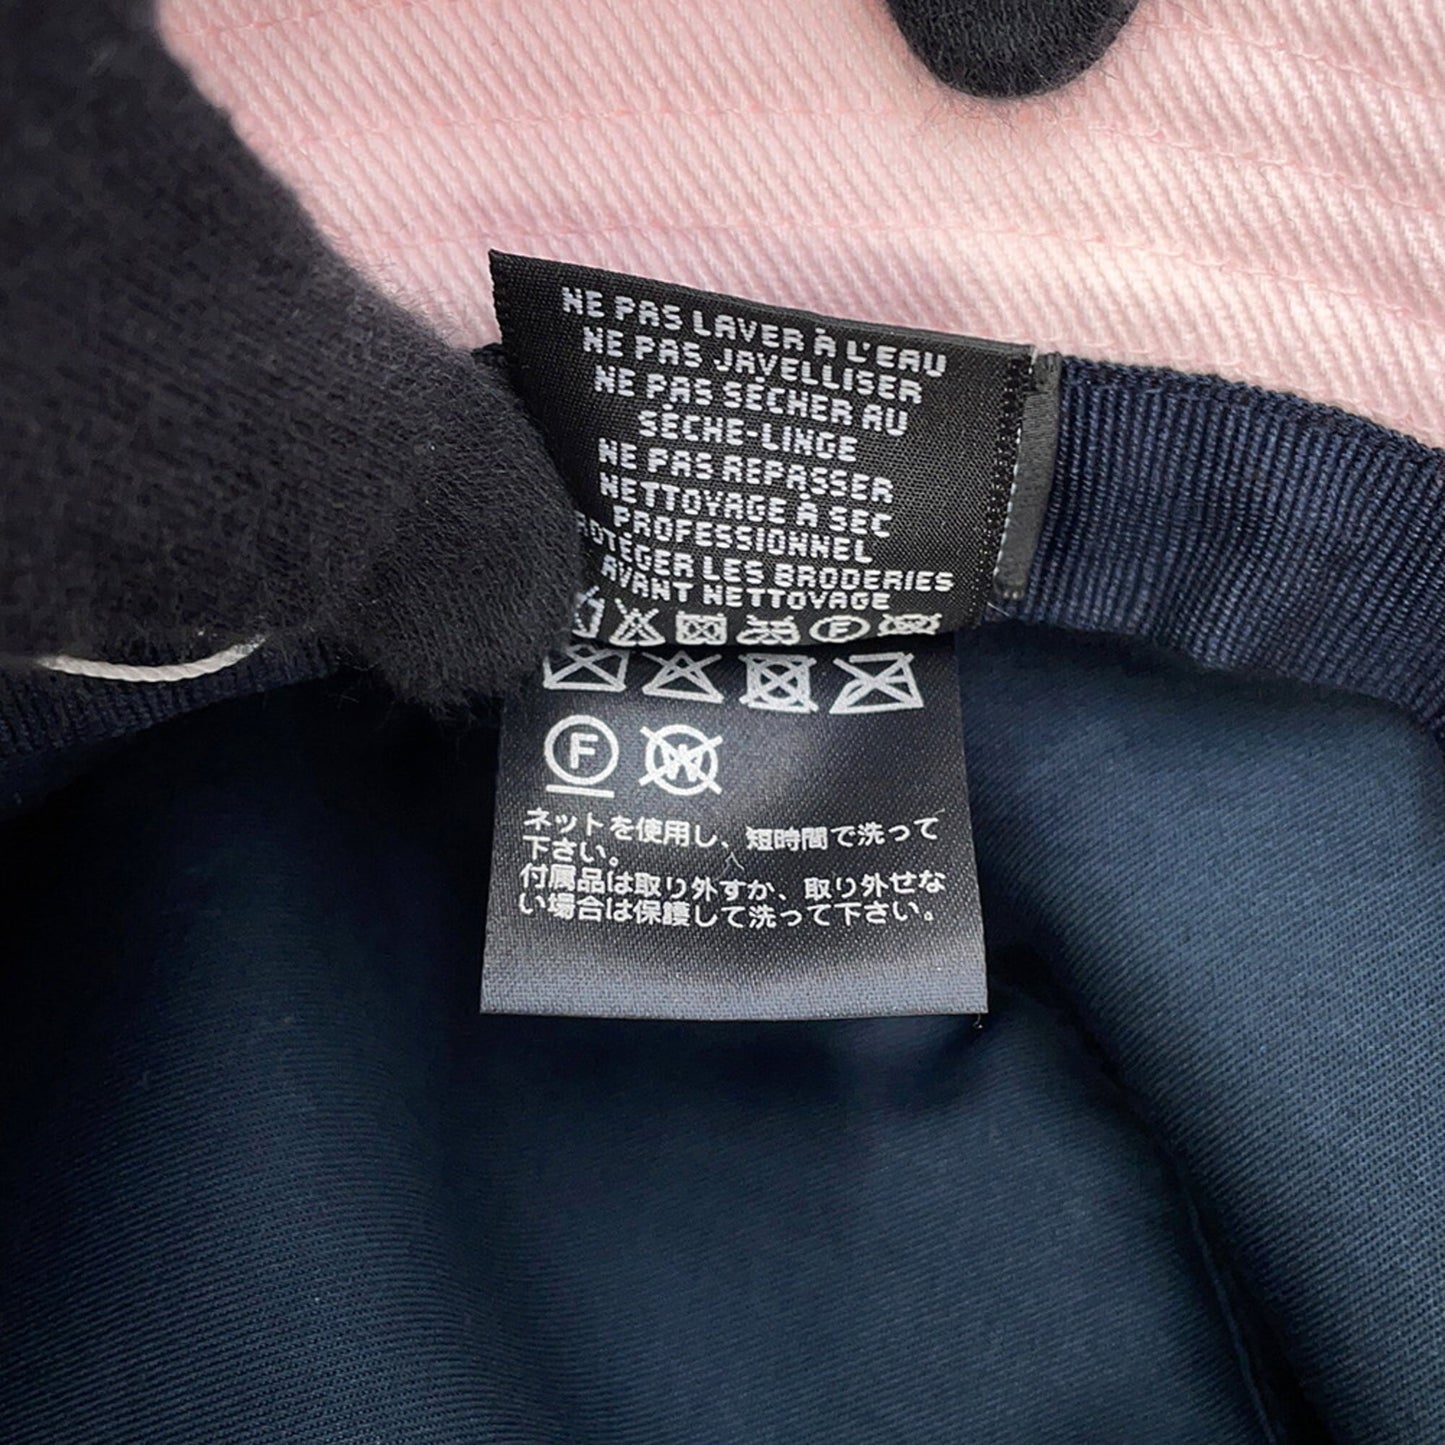 NE PAS LAVER À L'EAU
NE PAS JAVELLISER
NE PAS SÉCHER AU
SÈCHE-LINGE
NE PAS REPASSER
NETTOYAGE À SEC
PROFESSIONNEL
OTÉGER LES BRODERIES
AVANT NETTOYAGE
F
F W
ネットを使用し、短時間で洗って
下さい。
付属品は取り外すか、取り外せな
い場合は保護して洗って下さい。